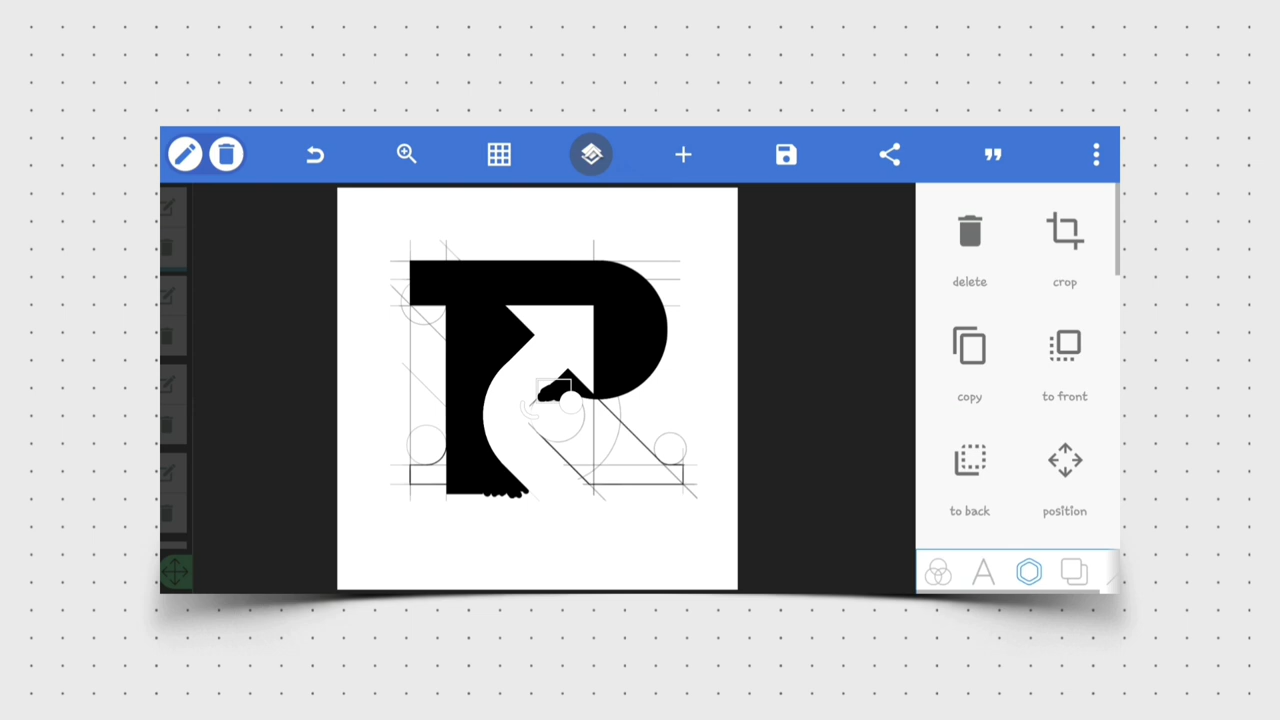 delete
crop
copy
to front
to back
position